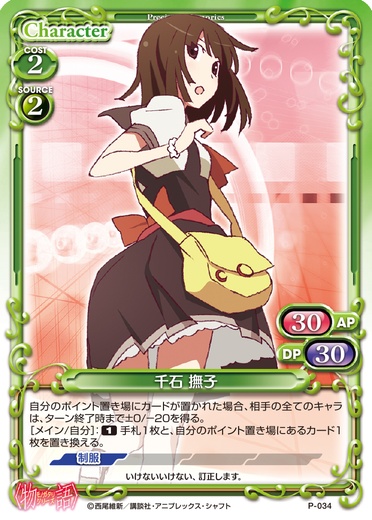 Precious Memories
Character
COST
2
SOURCE
2
30 AP
DP 30
千石 撫子
自分のポイント置き場にカードが置かれた場合、相手の全てのキャラ
は、ターン終了時まで±0/-20を得る。
[メイン/自分]:1 手札1枚と、自分のポイント置き場にあるカード1
枚を置き換える。
制服
いけないいけない、訂正します。
物語
©西尾維新/講談社・アニプレックス・シャフト
P-034